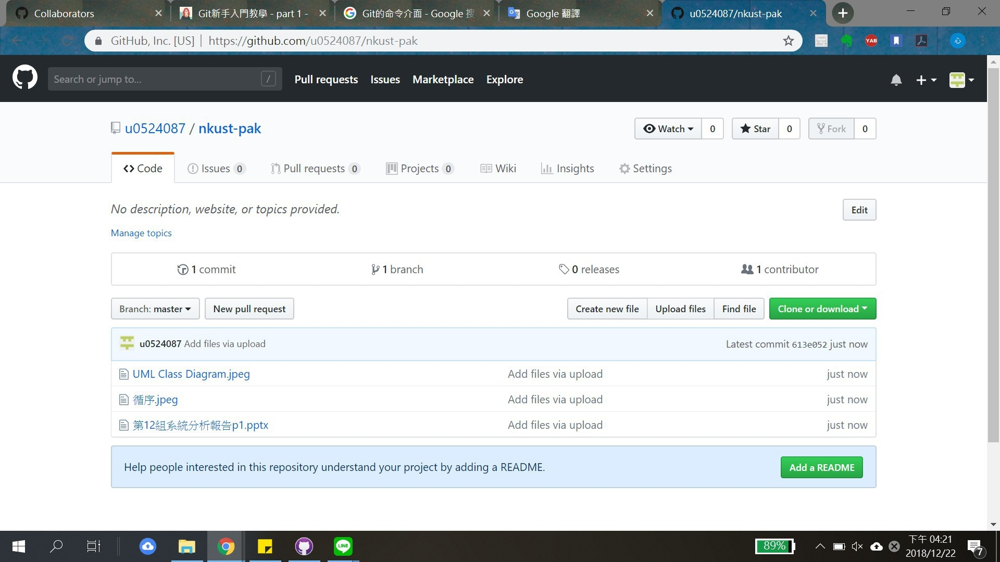 Collaborators
Git新手入門教學 - part 1 -
Git的命令介面 - Google 搜
Google 翻譯
u0524087/nkust-pak
GitHub, Inc. [US] | https://github.com/u0524087/nkust-pak
YAB
心
Search or jump to...
/
Pull requests
Issues
Marketplace
Explore
u0524087 / nkust-pak
Watch 0
Star 0
Fork 0
Code
Issues 0
Pull requests 0
Projects 0
Wiki
Insights
Settings
No description, website, or topics provided.
Edit
Manage topics
1 commit
1 branch
0 releases
1 contributor
Branch: master
New pull request
Create new file
Upload files
Find file
Clone or download
u0524087 Add files via upload
Latest commit 613e052 just now
UML Class Diagram.jpeg Add files via upload just now
循序.jpeg Add files via upload just now
第12組系統分析報告p1.pptx Add files via upload just now
Help people interested in this repository understand your project by adding a README.
Add a README
LINE
89%
下午 04:21
2018/12/22
7